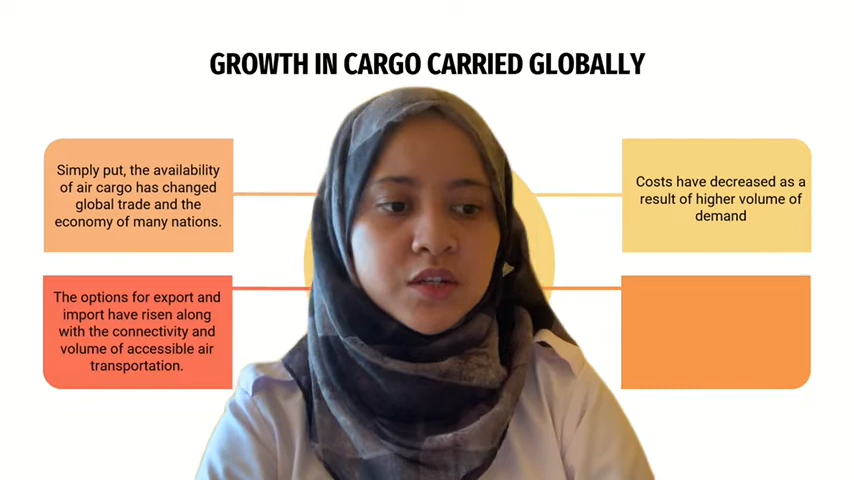 GROWTH IN CARGO CARRIED GLOBALLY
Simply put, the availability
of air cargo has changed
global trade and the
economy of many nations.
Costs have decreased as a
result of higher volume of
demand
The options for export and
import have risen along
with the connectivity and
volume of accessible air
transportation.